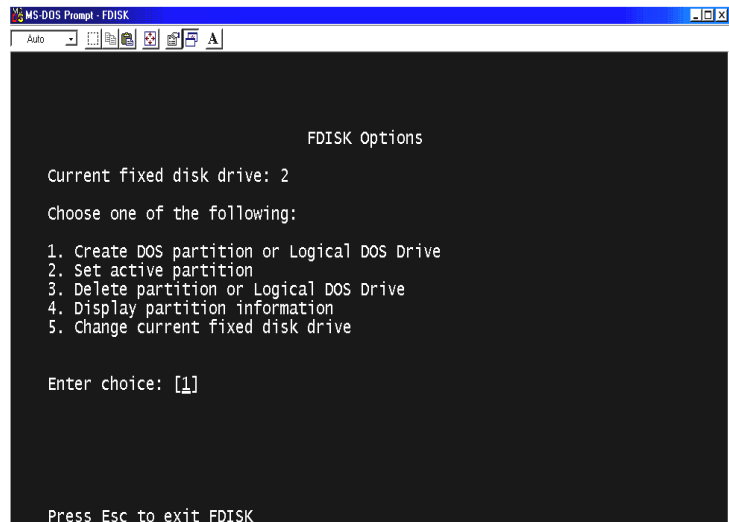 MS-DOS Prompt - FDISK
Auto
A
FDISK Options
Current fixed disk drive: 2
Choose one of the following:
1. Create DOS partition or Logical DOS Drive
2. Set active partition
3. Delete partition or Logical DOS Drive
4. Display partition information
5. Change current fixed disk drive
Enter choice: [1]
Press Esc to exit FDISK